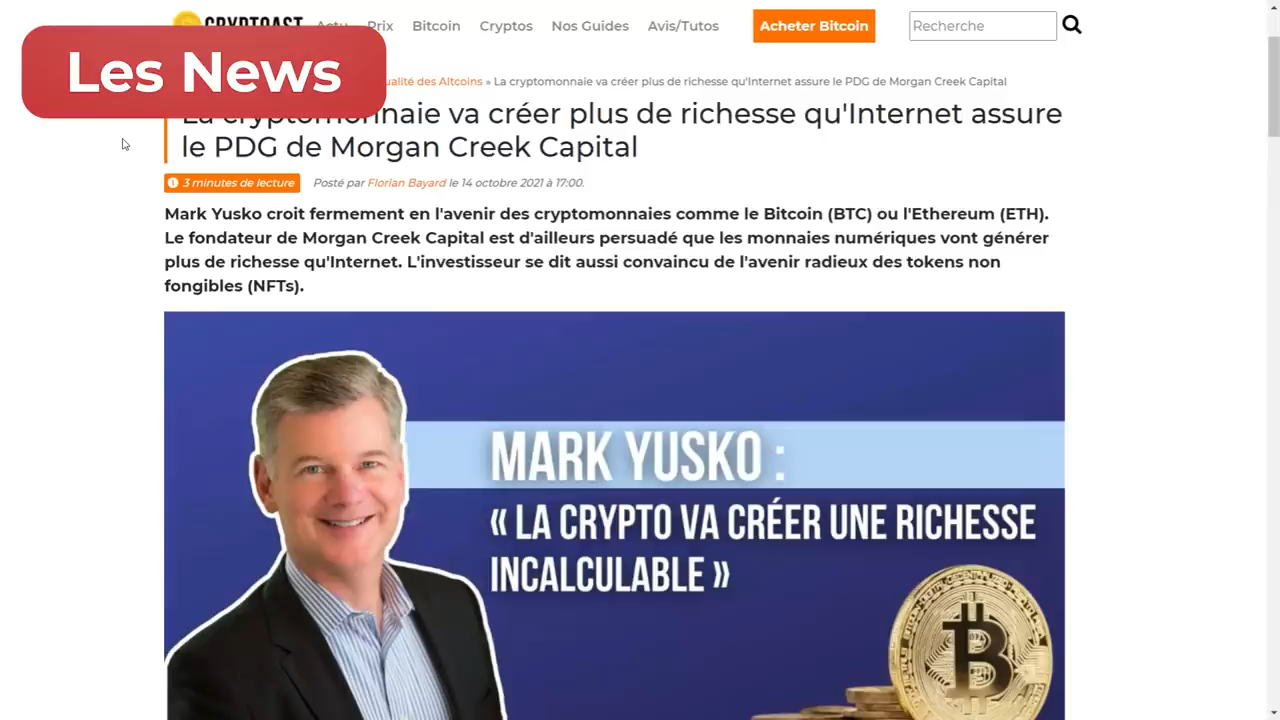 CRYPTOAST Actu Prix Bitcoin Cryptos Nos Guides Avis/Tutos Acheter Bitcoin Recherche
Les News
des Altcoins » La cryptomonnaie va créer plus de richesse qu'Internet assure le PDG de Morgan Creek Capital
La cryptomonnaie va créer plus de richesse qu'Internet assure
le PDG de Morgan Creek Capital
3 minutes de lecture Posté par Florian Bayard le 14 octobre 2021 à 17:00.
Mark Yusko croit fermement en l'avenir des cryptomonnaies comme le Bitcoin (BTC) ou l'Ethereum (ETH).
Le fondateur de Morgan Creek Capital est d'ailleurs persuadé que les monnaies numériques vont générer
plus de richesse qu'Internet. L'investisseur se dit aussi convaincu de l'avenir radieux des tokens non
fongibles (NFTs).
MARK YUSKO :
« LA CRYPTO VA CRÉER UNE RICHESSE
INCALCULABLE »